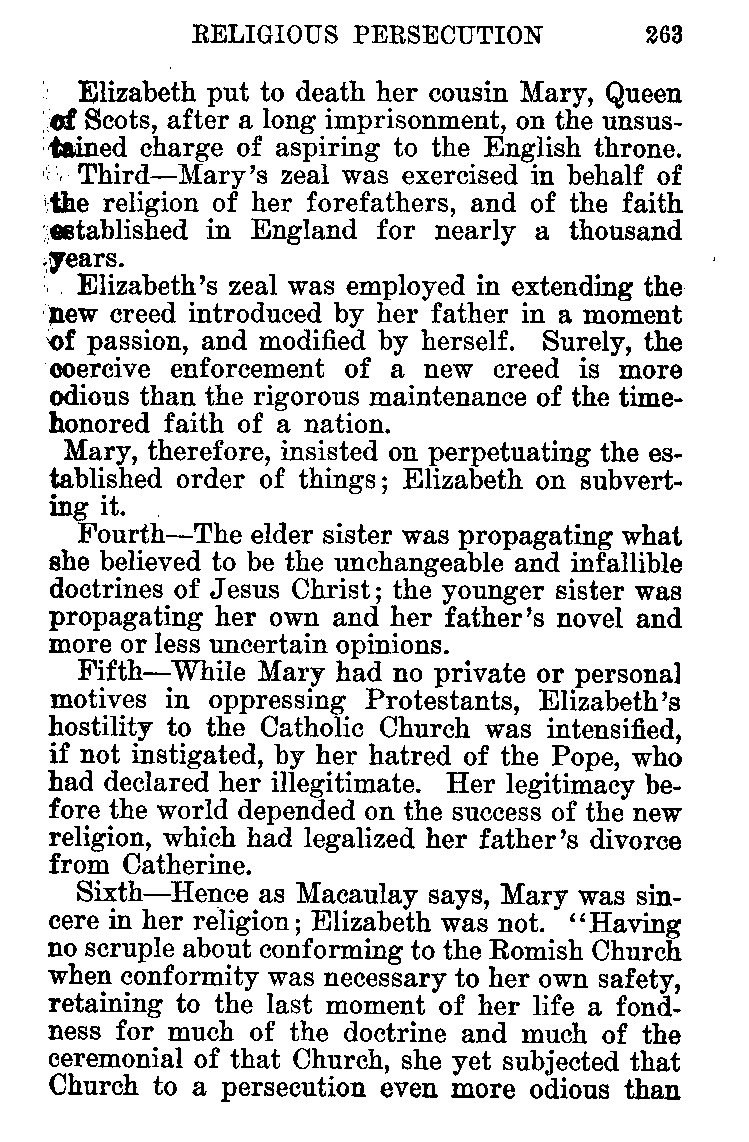 RELIGIOUS PERSECUTION 263
Elizabeth put to death her cousin Mary, Queen
of Scots, after a long imprisonment, on the unsus-
tained charge of aspiring to the English throne.
Third—Mary's zeal was exercised in behalf of
the religion of her forefathers, and of the faith
established in England for nearly a thousand
years.
Elizabeth's zeal was employed in extending the
new creed introduced by her father in a moment
of passion, and modified by herself. Surely, the
coercive enforcement of a new creed is more
odious than the rigorous maintenance of the time-
honored faith of a nation.
Mary, therefore, insisted on perpetuating the es-
tablished order of things; Elizabeth on subvert-
ing it.
Fourth—The elder sister was propagating what
she believed to be the unchangeable and infallible
doctrines of Jesus Christ; the younger sister was
propagating her own and her father's novel and
more or less uncertain opinions.
Fifth—While Mary had no private or personal
motives in oppressing Protestants, Elizabeth's
hostility to the Catholic Church was intensified,
if not instigated, by her hatred of the Pope, who
had declared her illegitimate. Her legitimacy be-
fore the world depended on the success of the new
religion, which had legalized her father's divorce
from Catherine.
Sixth—Hence as Macaulay says, Mary was sin-
cere in her religion; Elizabeth was not. "Having
no scruple about conforming to the Romish Church
when conformity was necessary to her own safety,
retaining to the last moment of her life a fond-
ness for much of the doctrine and much of the
ceremonial of that Church, she yet subjected that
Church to a persecution even more odious than